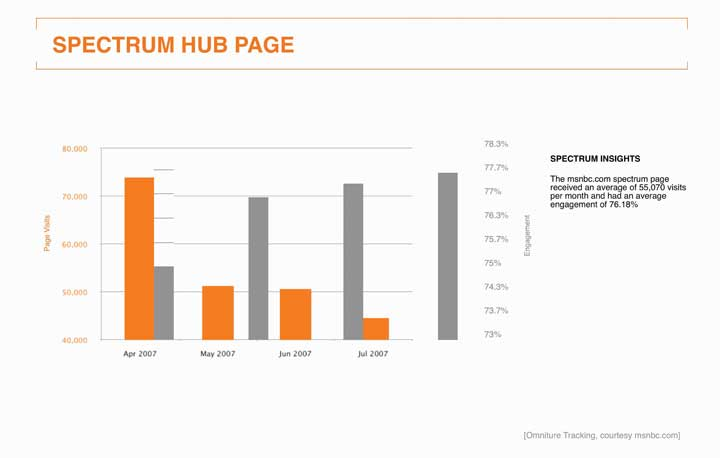 SPECTRUM HUB PAGE
80,000
70,000
60,000
50,000
40,000
Page Visits
Apr 2007
May 2007
Jun 2007
Jul 2007
78.3%
77.7%
77%
76.3%
75.7%
75%
74.3%
73.7%
73%
Engagement
SPECTRUM INSIGHTS
The msnbc.com spectrum page
received an average of 55,070 visits
per month and had an average
engagement of 76.18%
[Omniture Tracking, courtesy msnbc.com]